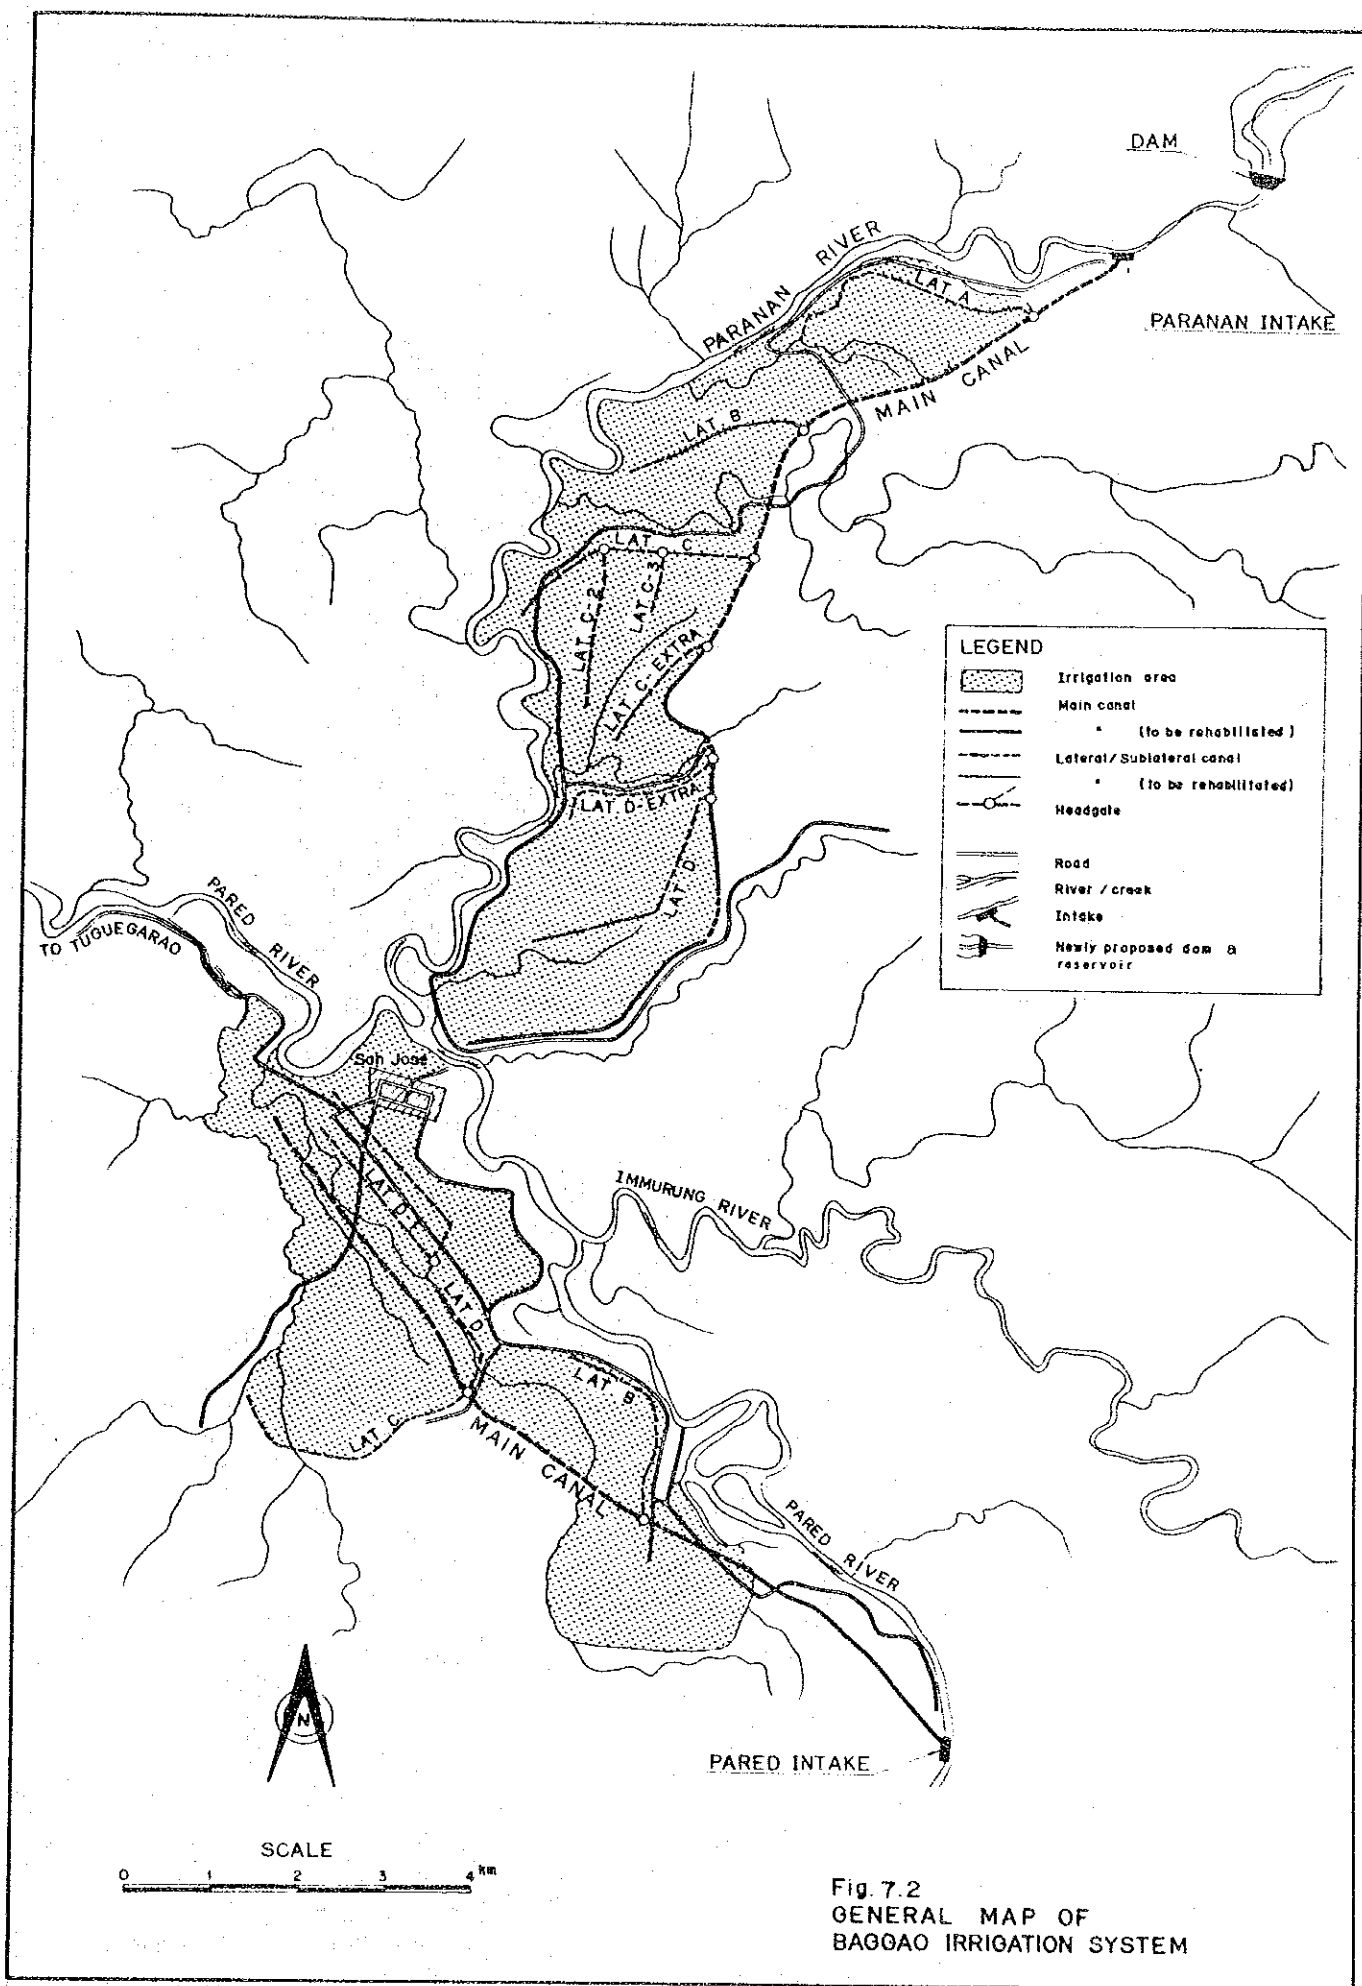 DAM
PARANAN RIVER
LAT. A
PARANAN INTAKE
MAIN CANAL
LAT. B
LAT. C
LAT. C-2
LAT. C-3
LAT. C-EXTRA
LEGEND
Irrigation area
Main canal
" (to be rehabilitated)
Lateral/Sublateral canal
" (to be rehabilitated)
Headgate
Road
River / creek
Intake
Newly proposed dam &
reservoir
LAT. D-EXTRA
LAT. D
PARED RIVER
TO TUGUEGARAO
San Jose
IMMURUNG RIVER
LAT. D-1
LAT. D
LAT. B
LAT. C
MAIN CANAL
PARED RIVER
N
PARED INTAKE
SCALE
0 1 2 3 4 km
Fig. 7.2
GENERAL MAP OF
BAGGAO IRRIGATION SYSTEM